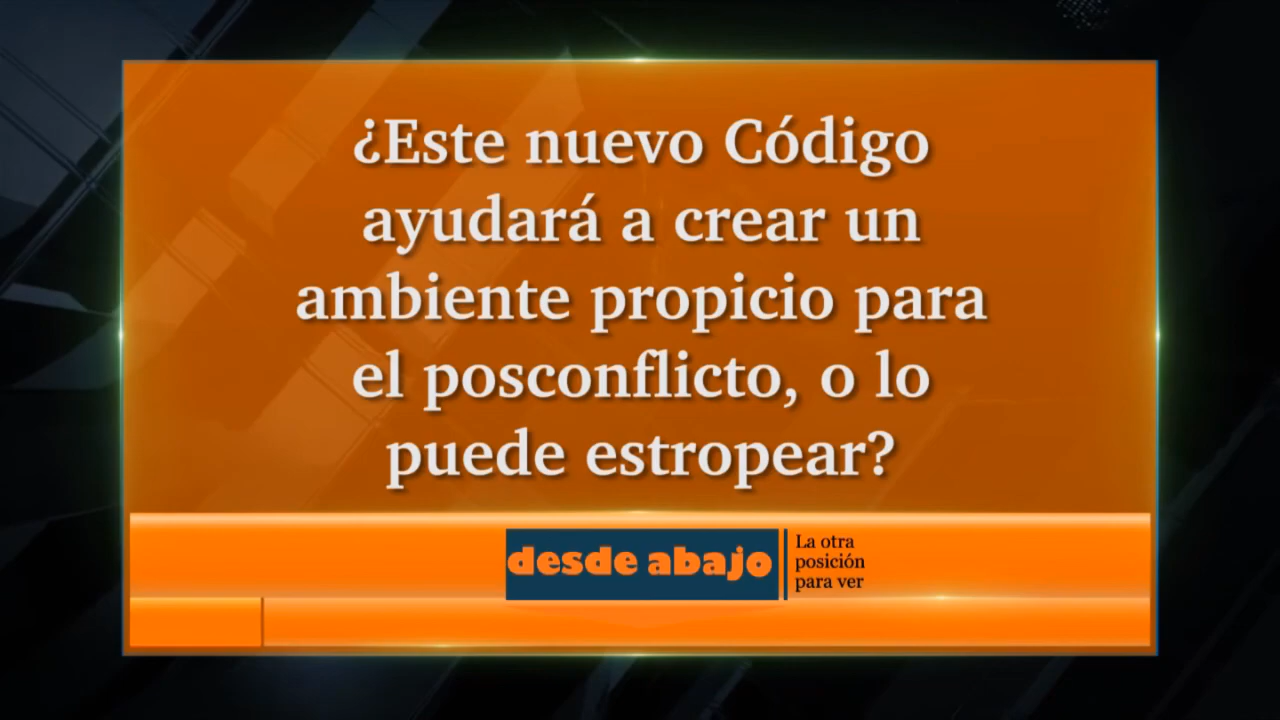 ¿Este nuevo Código
ayudará a crear un
ambiente propicio para
el posconflicto, o lo
puede estropear?
desde abajo
La otra
posición
para ver